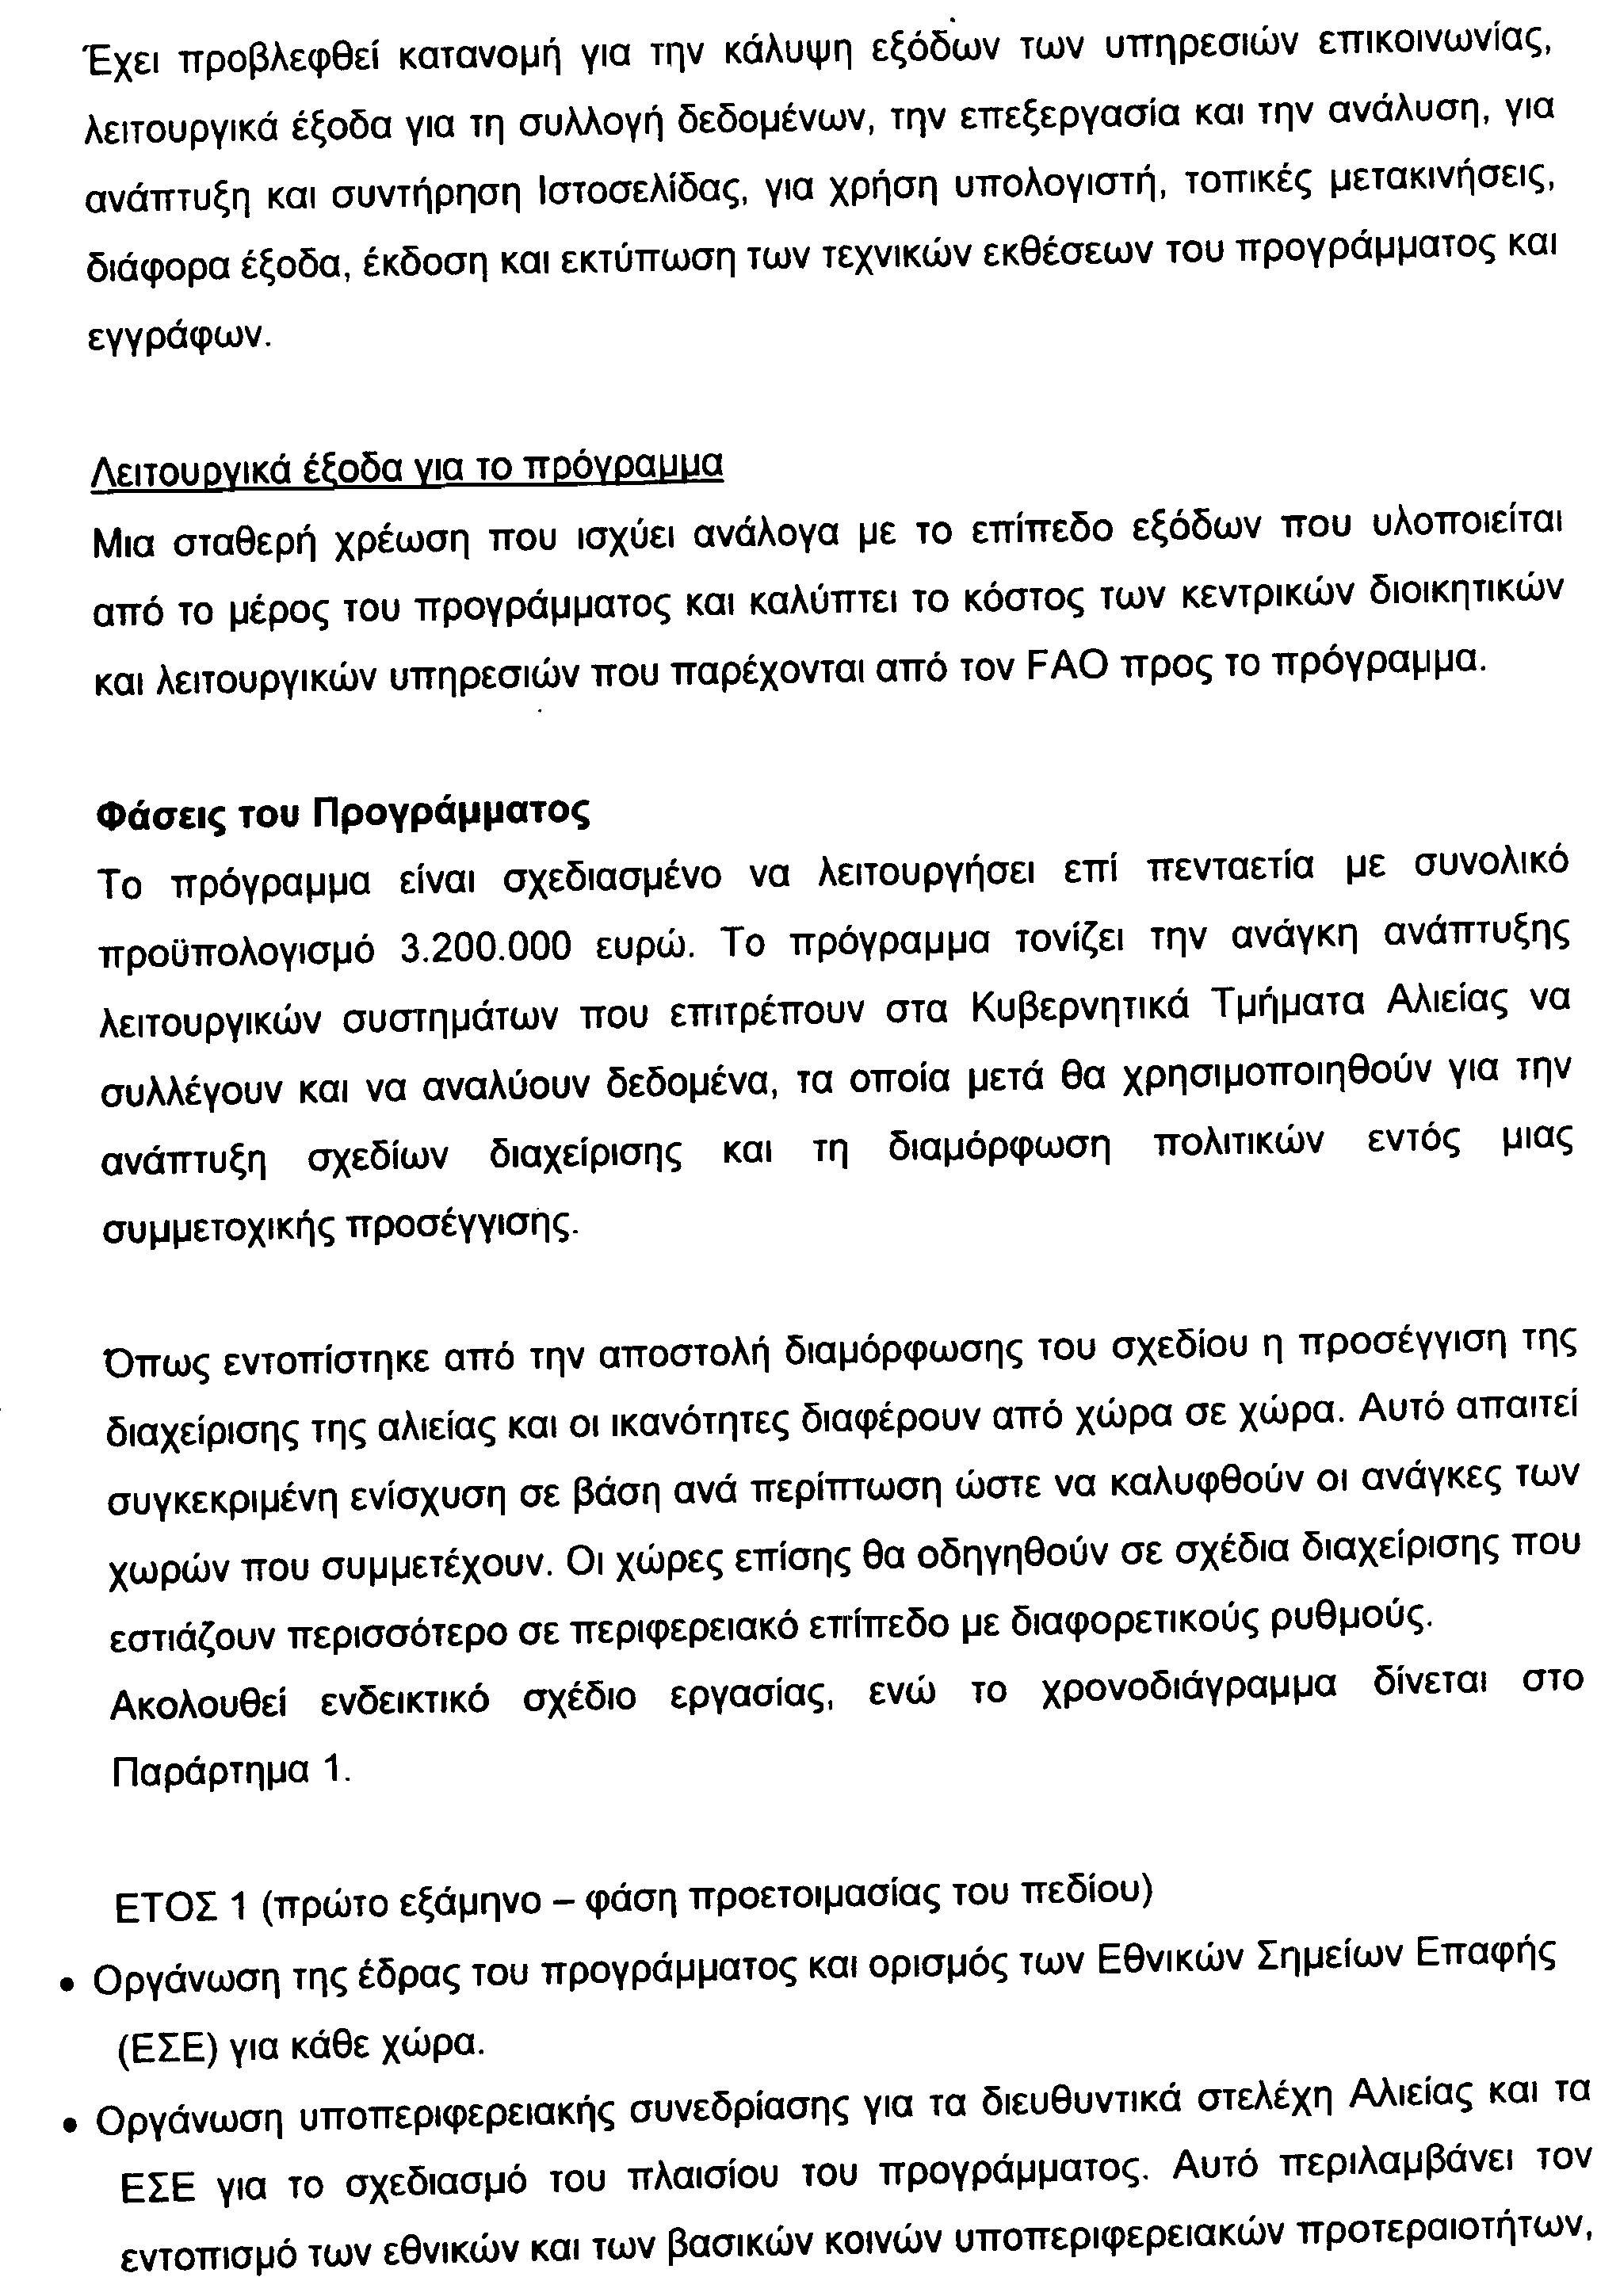 Έχει προβλεφθεί κατανομή για την κάλυψη εξόδων των υπηρεσιών επικοινωνίας,
λειτουργικά έξοδα για τη συλλογή δεδομένων, την επεξεργασία και την ανάλυση, για
ανάπτυξη και συντήρηση Ιστοσελίδας, για χρήση υπολογιστή, τοπικές μετακινήσεις,
διάφορα έξοδα, έκδοση και εκτύπωση των τεχνικών εκθέσεων του προγράμματος και
εγγράφων.
Λειτουργικά έξοδα για το πρόγραμμα
Μια σταθερή χρέωση που ισχύει ανάλογα με το επίπεδο εξόδων που υλοποιείται
από το μέρος του προγράμματος και καλύπτει το κόστος των κεντρικών διοικητικών
και λειτουργικών υπηρεσιών που παρέχονται από τον FAO προς το πρόγραμμα.
Φάσεις του Προγράμματος
Το πρόγραμμα είναι σχεδιασμένο να λειτουργήσει επί πενταετία με συνολικό
προϋπολογισμό 3.200.000 ευρώ. Το πρόγραμμα τονίζει την ανάγκη ανάπτυξης
λειτουργικών συστημάτων που επιτρέπουν στα Κυβερνητικά Τμήματα Αλιείας να
συλλέγουν και να αναλύουν δεδομένα, τα οποία μετά θα χρησιμοποιηθούν για την
ανάπτυξη σχεδίων διαχείρισης και τη διαμόρφωση πολιτικών εντός μιας
συμμετοχικής προσέγγισης.
Όπως εντοπίστηκε από την αποστολή διαμόρφωσης του σχεδίου η προσέγγιση της
διαχείρισης της αλιείας και οι ικανότητες διαφέρουν από χώρα σε χώρα. Αυτό απαιτεί
συγκεκριμένη ενίσχυση σε βάση ανά περίπτωση ώστε να καλυφθούν οι ανάγκες των
χωρών που συμμετέχουν. Οι χώρες επίσης θα οδηγηθούν σε σχέδια διαχείρισης που
εστιάζουν περισσότερο σε περιφερειακό επίπεδο με διαφορετικούς ρυθμούς.
Ακολουθεί ενδεικτικό σχέδιο εργασίας, ενώ το χρονοδιάγραμμα δίνεται στο
Παράρτημα 1.
ΕΤΟΣ 1 (πρώτο εξάμηνο – φάση προετοιμασίας του πεδίου)
• Οργάνωση της έδρας του προγράμματος και ορισμός των Εθνικών Σημείων Επαφής
(ΕΣΕ) για κάθε χώρα.
• Οργάνωση υποπεριφερειακής συνεδρίασης για τα διευθυντικά στελέχη Αλιείας και τα
ΕΣΕ για το σχεδιασμό του πλαισίου του προγράμματος. Αυτό περιλαμβάνει τον
εντοπισμό των εθνικών και των βασικών κοινών υποπεριφερειακών προτεραιοτήτων,